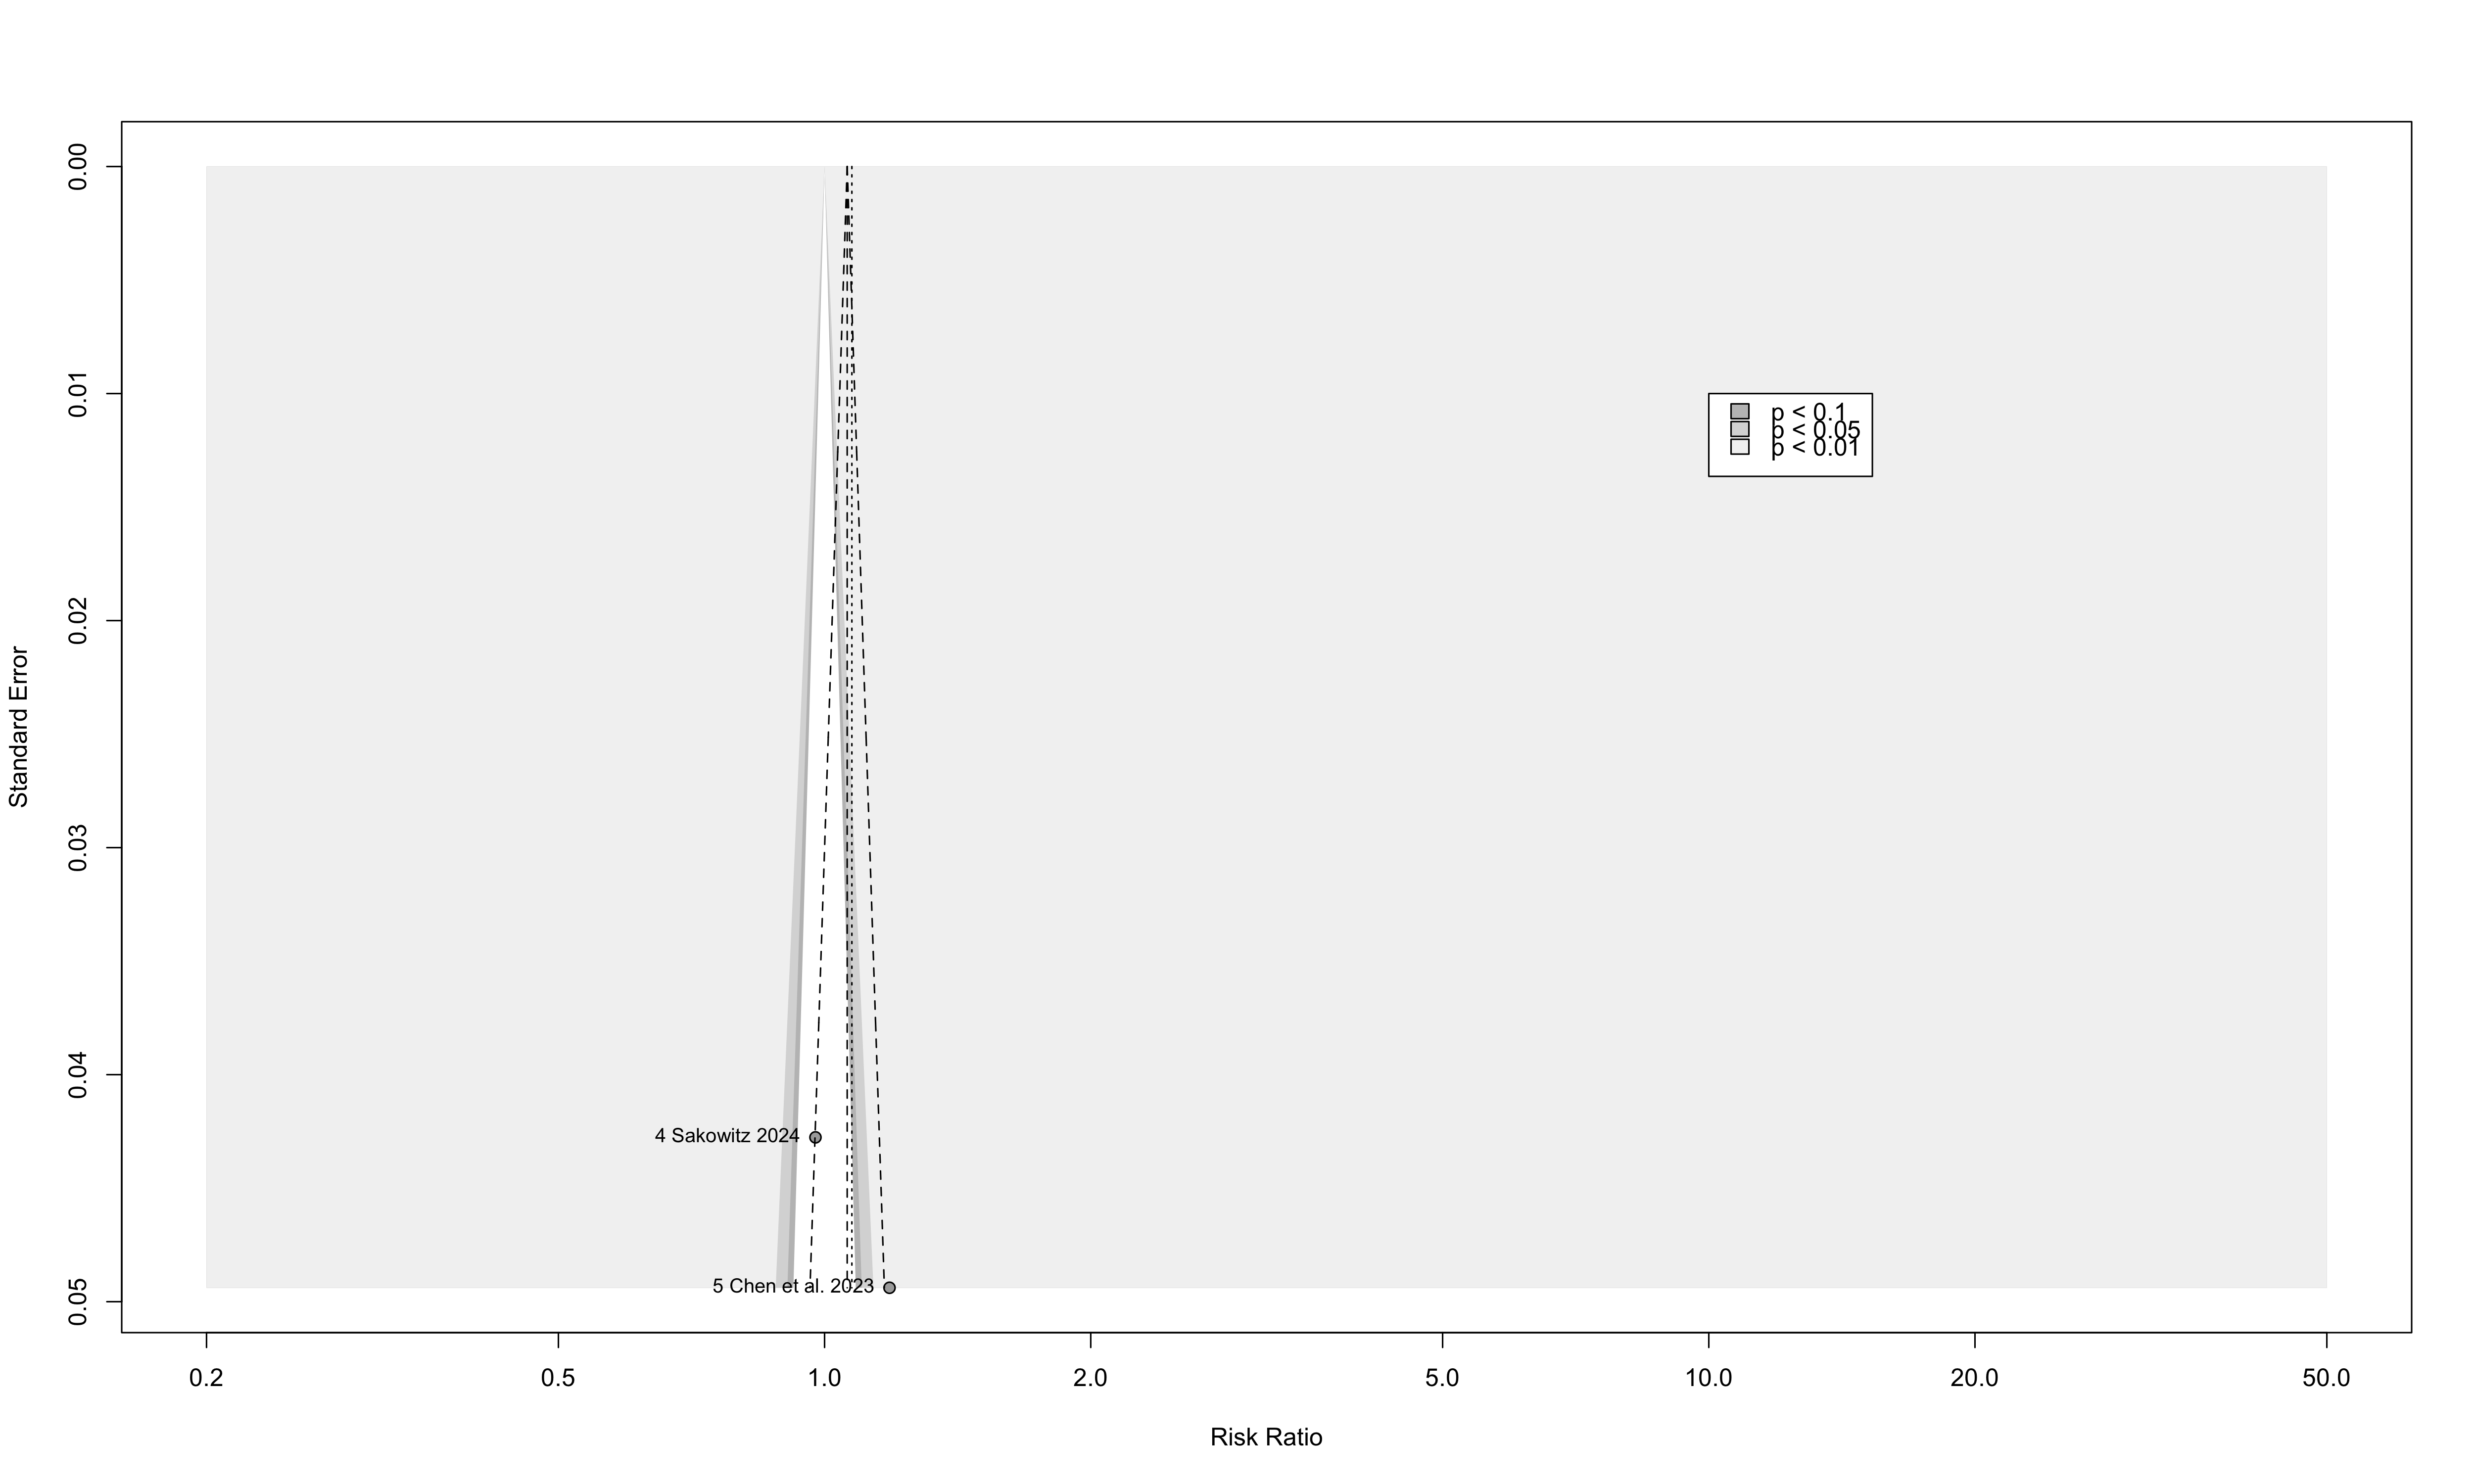 0.00
0.01
0.02
0.03
0.04
0.05
Standard Error
p < 0.1
p < 0.05
p < 0.01
4 Sakowitz 2024
5 Chen et al. 2023
0.2 0.5 1.0 2.0 5.0 10.0 20.0 50.0
Risk Ratio